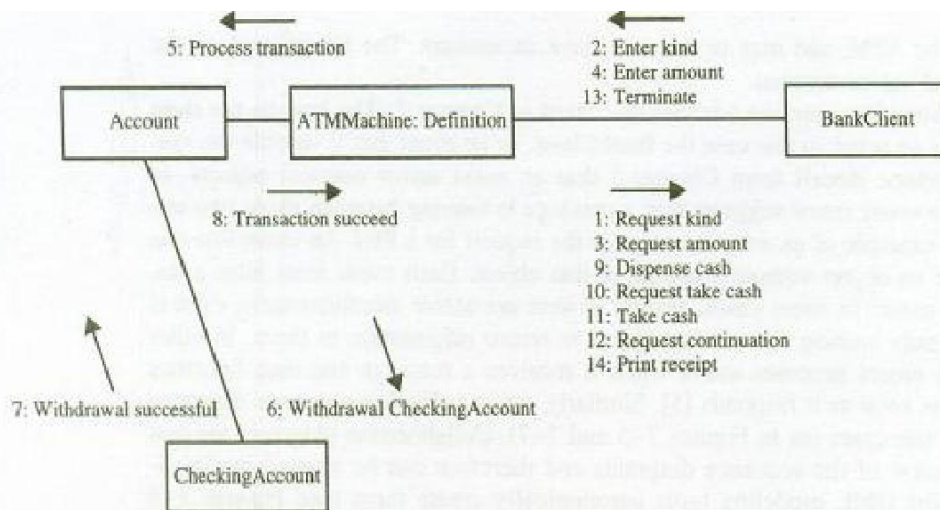 5: Process transaction
2: Enter kind
4: Enter amount
13: Terminate
Account
ATMMachine: Definition
BankClient
8: Transaction succeed
1: Request kind
3: Request amount
9: Dispense cash
10: Request take cash
11: Take cash
12: Request continuation
14: Print receipt
7: Withdrawal successful
6: Withdrawal CheckingAccount
CheckingAccount